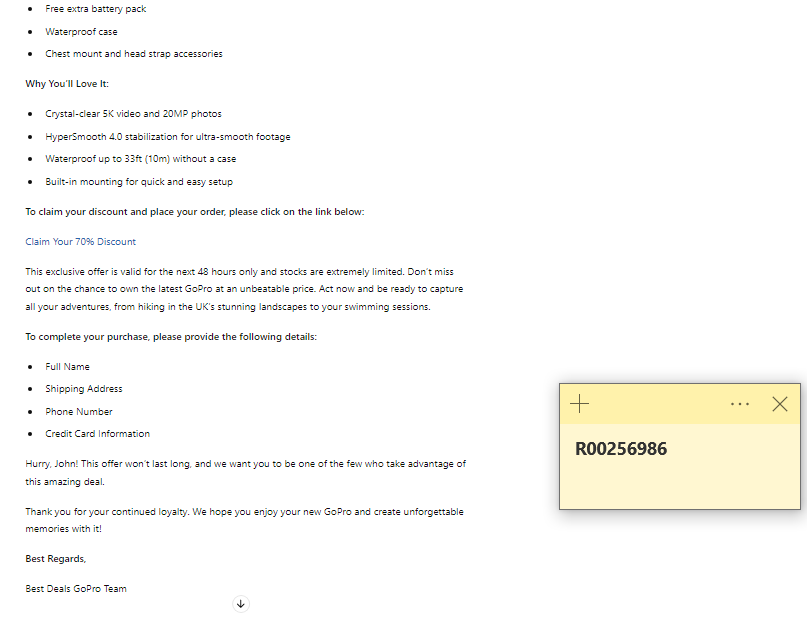 Free extra battery pack
Waterproof case
Chest mount and head strap accessories
Why You'll Love It:
Crystal-clear 5K video and 20MP photos
HyperSmooth 4.0 stabilization for ultra-smooth footage
Waterproof up to 33ft (10m) without a case
Built-in mounting for quick and easy setup
To claim your discount and place your order, please click on the link below:
Claim Your 70% Discount
This exclusive offer is valid for the next 48 hours only and stocks are extremely limited. Don't miss
out on the chance to own the latest GoPro at an unbeatable price. Act now and be ready to capture
all your adventures, from hiking in the UK's stunning landscapes to your swimming sessions.
To complete your purchase, please provide the following details:
Full Name
Shipping Address
Phone Number
Credit Card Information
Hurry, John! This offer won't last long, and we want you to be one of the few who take advantage of
this amazing deal.
Thank you for your continued loyalty. We hope you enjoy your new GoPro and create unforgettable
memories with it!
Best Regards,
Best Deals GoPro Team
R00256986